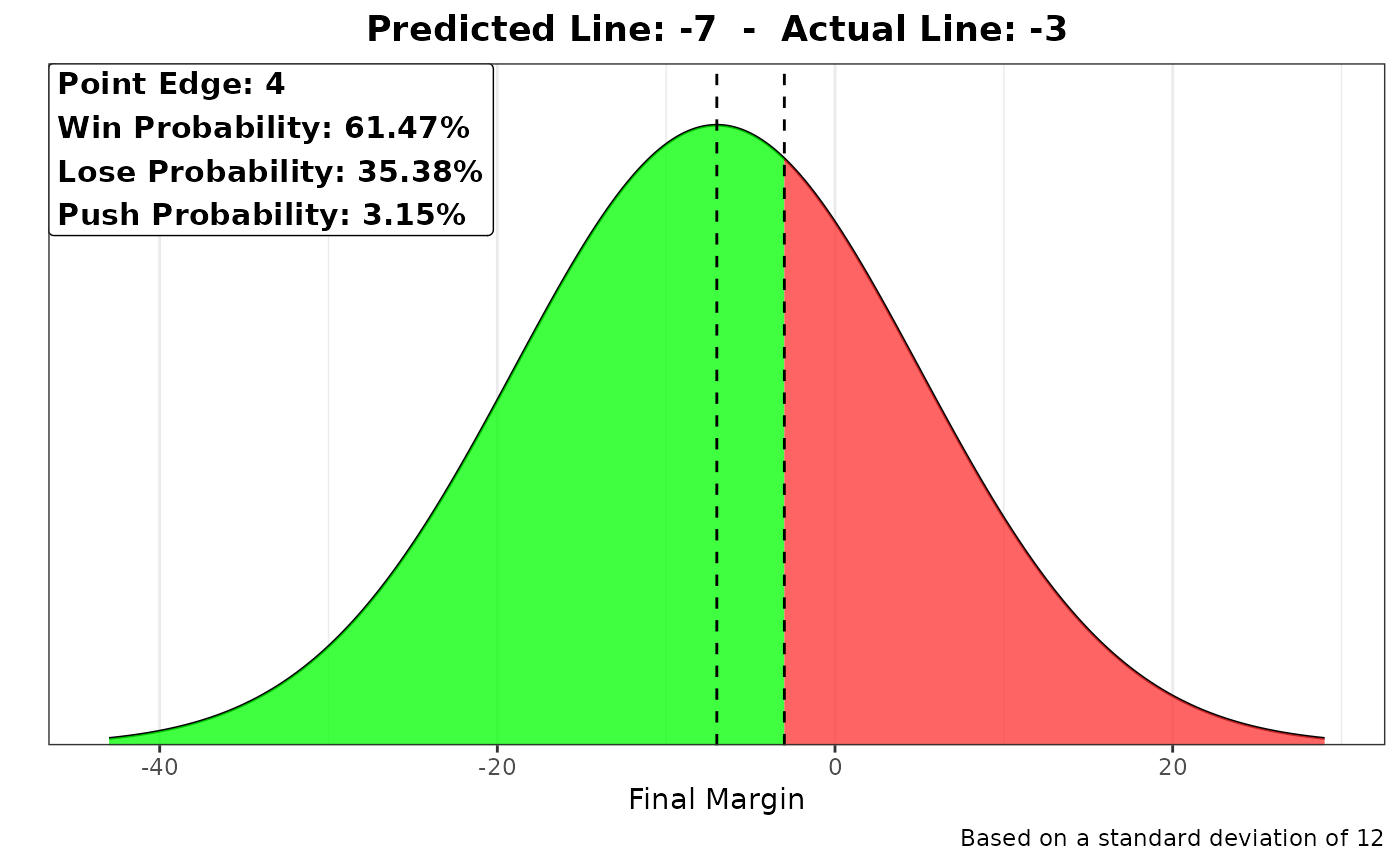 Predicted Line: -7  -  Actual Line: -3
Point Edge: 4
Win Probability: 61.47%
Lose Probability: 35.38%
Push Probability: 3.15%
-40 -20 0 20
Final Margin
Based on a standard deviation of 12